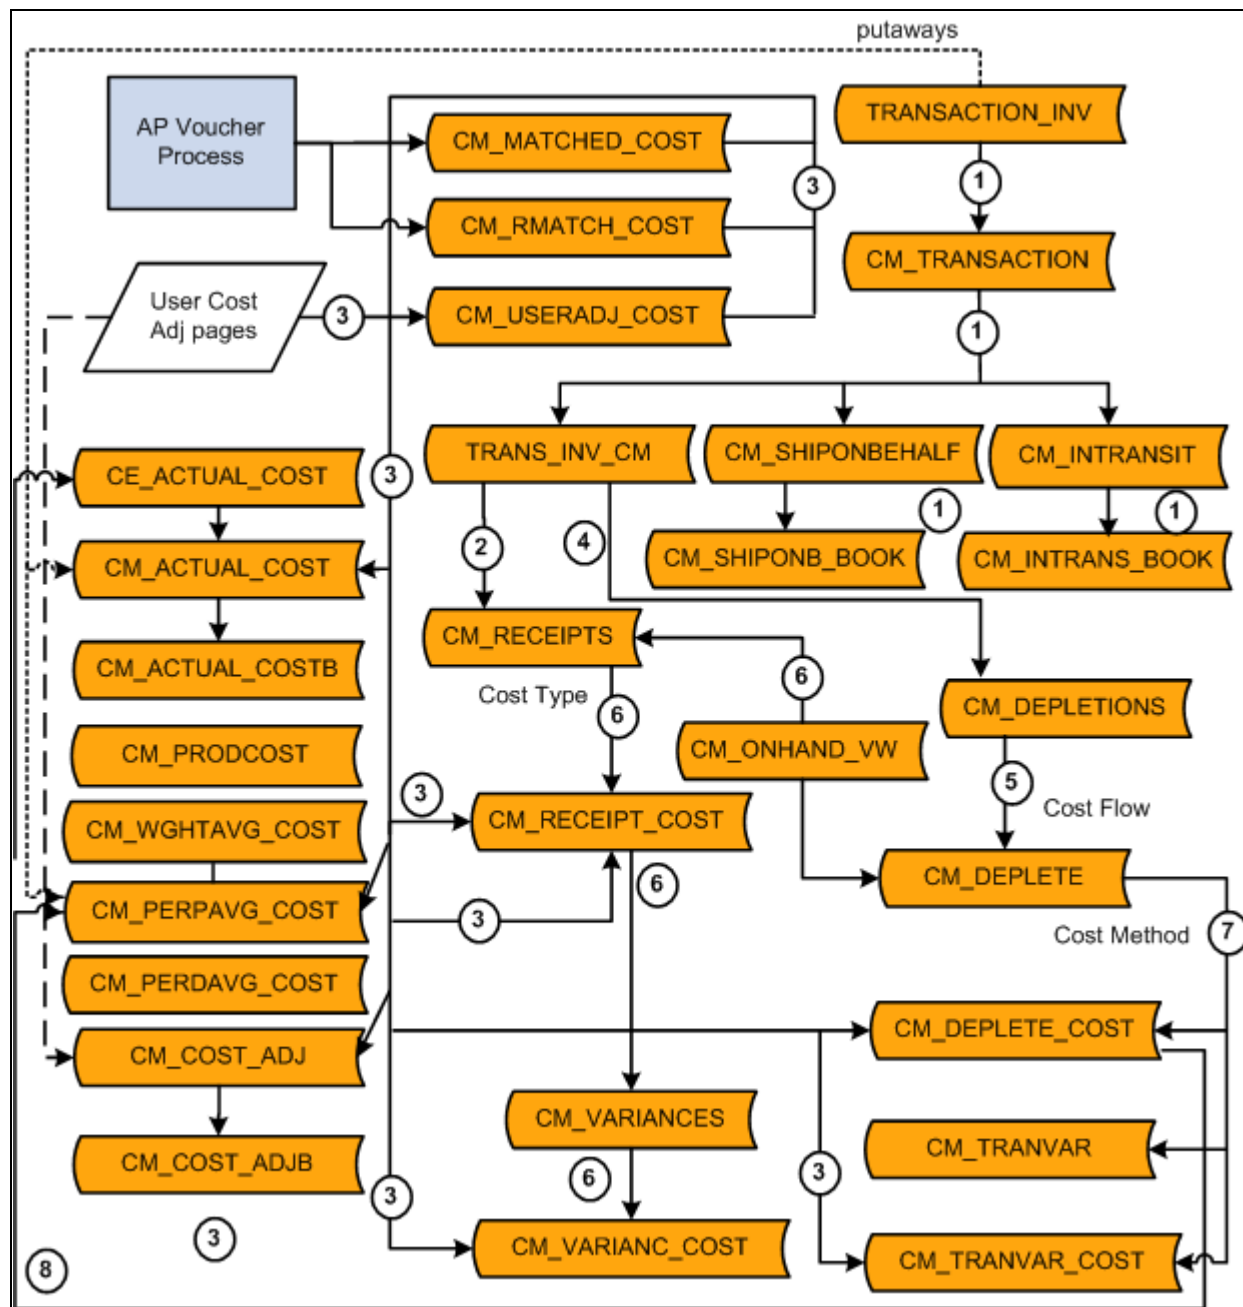 putaways
AP Voucher
Process
CM_MATCHED_COST
TRANSACTION_INV
3
1
CM_RMATCH_COST
CM_TRANSACTION
User Cost
Adj pages
3
CM_USERADJ_COST
1
CE_ACTUAL_COST
3
TRANS_INV_CM
CM_SHIPONBEHALF
CM_INTRANSIT
2
4
1
1
CM_ACTUAL_COST
CM_SHIPONB_BOOK
CM_INTRANS_BOOK
CM_ACTUAL_COSTB
CM_RECEIPTS
6
Cost Type
6
CM_DEPLETIONS
CM_PRODCOST
CM_ONHAND_VW
5
3
Cost Flow
CM_WGHTAVG_COST
CM_RECEIPT_COST
6
CM_DEPLETE
CM_PERPAVG_COST
3
Cost Method
7
CM_PERDAVG_COST
CM_DEPLETE_COST
CM_COST_ADJ
CM_VARIANCES
CM_TRANVAR
CM_COST_ADJB
3
6
3
3
CM_VARIANC_COST
CM_TRANVAR_COST
8